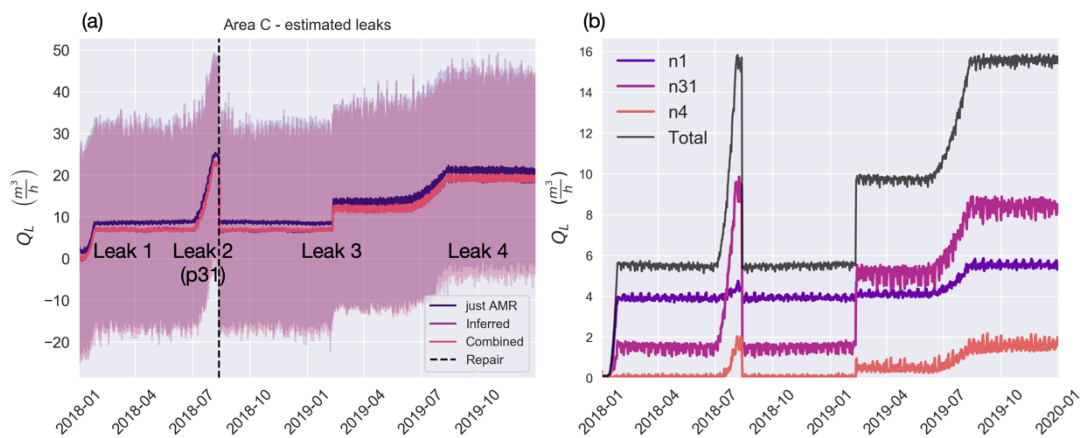 (a)
Area C - estimated leaks
50
40
30
20
10
0
−10
−20
Q_L (m³/h)
Leak 1
Leak 2
(p31)
Leak 3
Leak 4
just AMR
Inferred
Combined
Repair
2018-01
2018-04
2018-07
2018-10
2019-01
2019-04
2019-07
2019-10
(b)
16
14
12
10
8
6
4
2
0
Q_L (m³/h)
n1
n31
n4
Total
2018-01
2018-04
2018-07
2018-10
2019-01
2019-04
2019-07
2019-10
2020-01